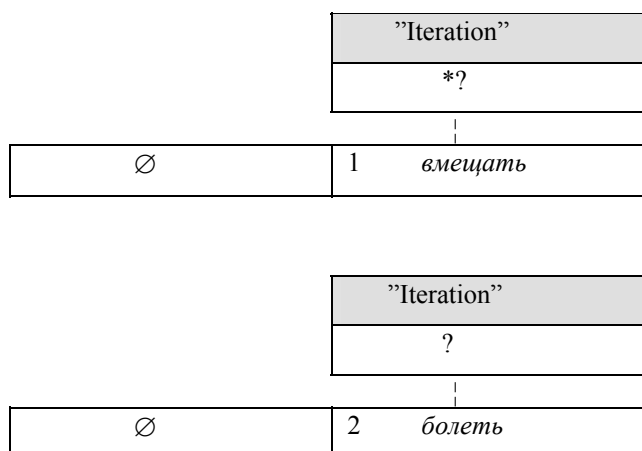 ”Iteration”
*?
∅ 1 вмещать
”Iteration”
?
∅ 2 болеть